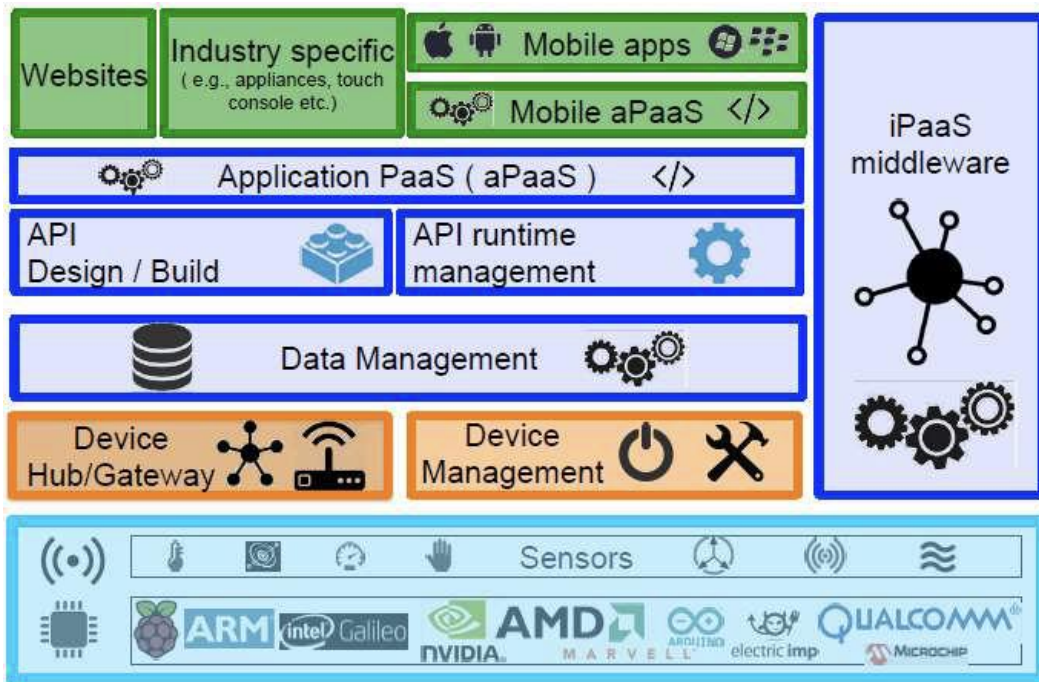 Websites
Industry specific
( e.g., appliances, touch
console etc.)
Mobile apps
Mobile aPaaS </>
iPaaS
middleware
Application PaaS ( aPaaS ) </>
API
Design / Build
API runtime
management
Data Management
Device
Hub/Gateway
Device
Management
Sensors
ARM
intel Galileo
NVIDIA.
AMD
MARVELL
ARDUINO
electric imp
QUALCOMM
MICROCHIP